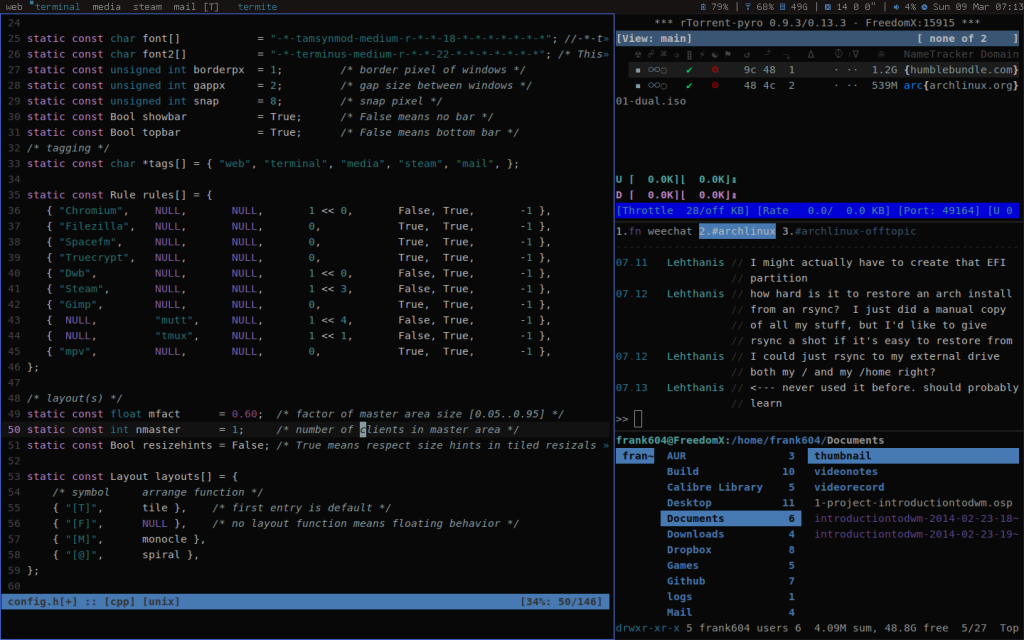 web terminal media steam mail [T] termite 79% | 68% 49G | 14 0 0" | 4% Sun 09 Mar 07:13
24
25 static const char font[] = "-*-tamsynmod-medium-r-*-*-18-*-*-*-*-*-*-*"; //-*-t»
26 static const char font2[] = "-*-terminus-medium-r-*-*-22-*-*-*-*-*-*-*"; /* This»
27 static const unsigned int borderpx = 1; /* border pixel of windows */
28 static const unsigned int gappx = 2; /* gap size between windows */
29 static const unsigned int snap = 8; /* snap pixel */
30 static const Bool showbar = True; /* False means no bar */
31 static const Bool topbar = True; /* False means bottom bar */
32 /* tagging */
33 static const char *tags[] = { "web", "terminal", "media", "steam", "mail", };
34
35 static const Rule rules[] = {
36 { "Chromium", NULL, NULL, 1 << 0, False, True, -1 },
37 { "Filezilla", NULL, NULL, 0, True, True, -1 },
38 { "Spacefm", NULL, NULL, 0, True, True, -1 },
39 { "Truecrypt", NULL, NULL, 0, True, True, -1 },
40 { "Dwb", NULL, NULL, 1 << 0, False, True, -1 },
41 { "Steam", NULL, NULL, 1 << 3, False, True, -1 },
42 { "Gimp", NULL, NULL, 0, True, True, -1 },
43 { NULL, "mutt", NULL, 1 << 4, False, True, -1 },
44 { NULL, "tmux", NULL, 1 << 1, False, True, -1 },
45 { "mpv", NULL, NULL, 0, True, True, -1 },
46 };
47
48 /* layout(s) */
49 static const float mfact = 0.60; /* factor of master area size [0.05..0.95] */
50 static const int nmaster = 1; /* number of clients in master area */
51 static const Bool resizehints = False; /* True means respect size hints in tiled resizals »
52
53 static const Layout layouts[] = {
54 /* symbol arrange function */
55 { "[T]", tile }, /* first entry is default */
56 { "[F]", NULL }, /* no layout function means floating behavior */
57 { "[M]", monocle },
58 { "[@]", spiral },
59 };
60
config.h[+] :: [cpp] [unix] [34%: 50/146]
*** rTorrent-pyro 0.9.3/0.13.3 - FreedomX:15915 ***
[View: main] [ none of 2 ]
NameTracker Domain
9c 48 1 · ·· 1.2G {humblebundle.com}
48 4c 2 · ·· 539M arc{archlinux.org}
01-dual.iso
U [ 0.0K][ 0.0K]
D [ 0.0K][ 0.0K]
[Throttle 28/off KB] [Rate 0.0/ 0.0 KB] [Port: 49164] [U 0
1.fn weechat 2.#archlinux 3.#archlinux-offtopic
07.11 Lehthanis // I might actually have to create that EFI
// partition
07.12 Lehthanis // how hard is it to restore an arch install
// from an rsync? I just did a manual copy
// of all my stuff, but I'd like to give
// rsync a shot if it's easy to restore from
07.12 Lehthanis // I could just rsync to my external drive
// both my / and my /home right?
07.13 Lehthanis // <--- never used it before. should probably
// learn
>>
frank604@FreedomX:/home/frank604/Documents
fran~ AUR 3 thumbnail
Build 10 videonotes
Calibre Library 5 videorecord
Desktop 11 1-project-introductiontodwm.osp
Documents 6 introductiontodwm-2014-02-23-18~
Downloads 4 introductiontodwm-2014-02-23-19~
Dropbox 8
Games 5
Github 7
logs 1
Mail 4
drwxr-xr-x 5 frank604 users 6 4.09M sum, 48.8G free 5/27 Top